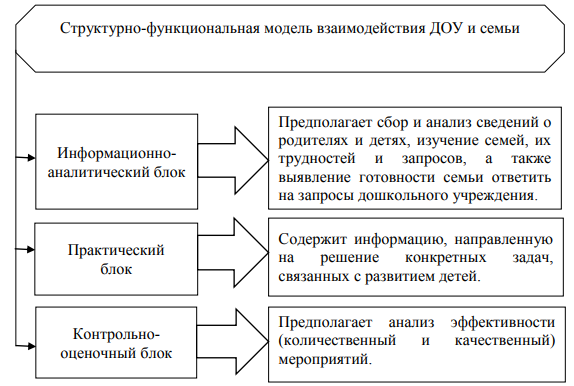 Структурно-функциональная модель взаимодействия ДОУ и семьи
Информационно-
аналитический блок
Предполагает сбор и анализ сведений о
родителях и детях, изучение семей, их
трудностей и запросов, а также
выявление готовности семьи ответить
на запросы дошкольного учреждения.
Практический
блок
Содержит информацию, направленную
на решение конкретных задач,
связанных с развитием детей.
Контрольно-
оценочный блок
Предполагает анализ эффективности
(количественный и качественный)
мероприятий.